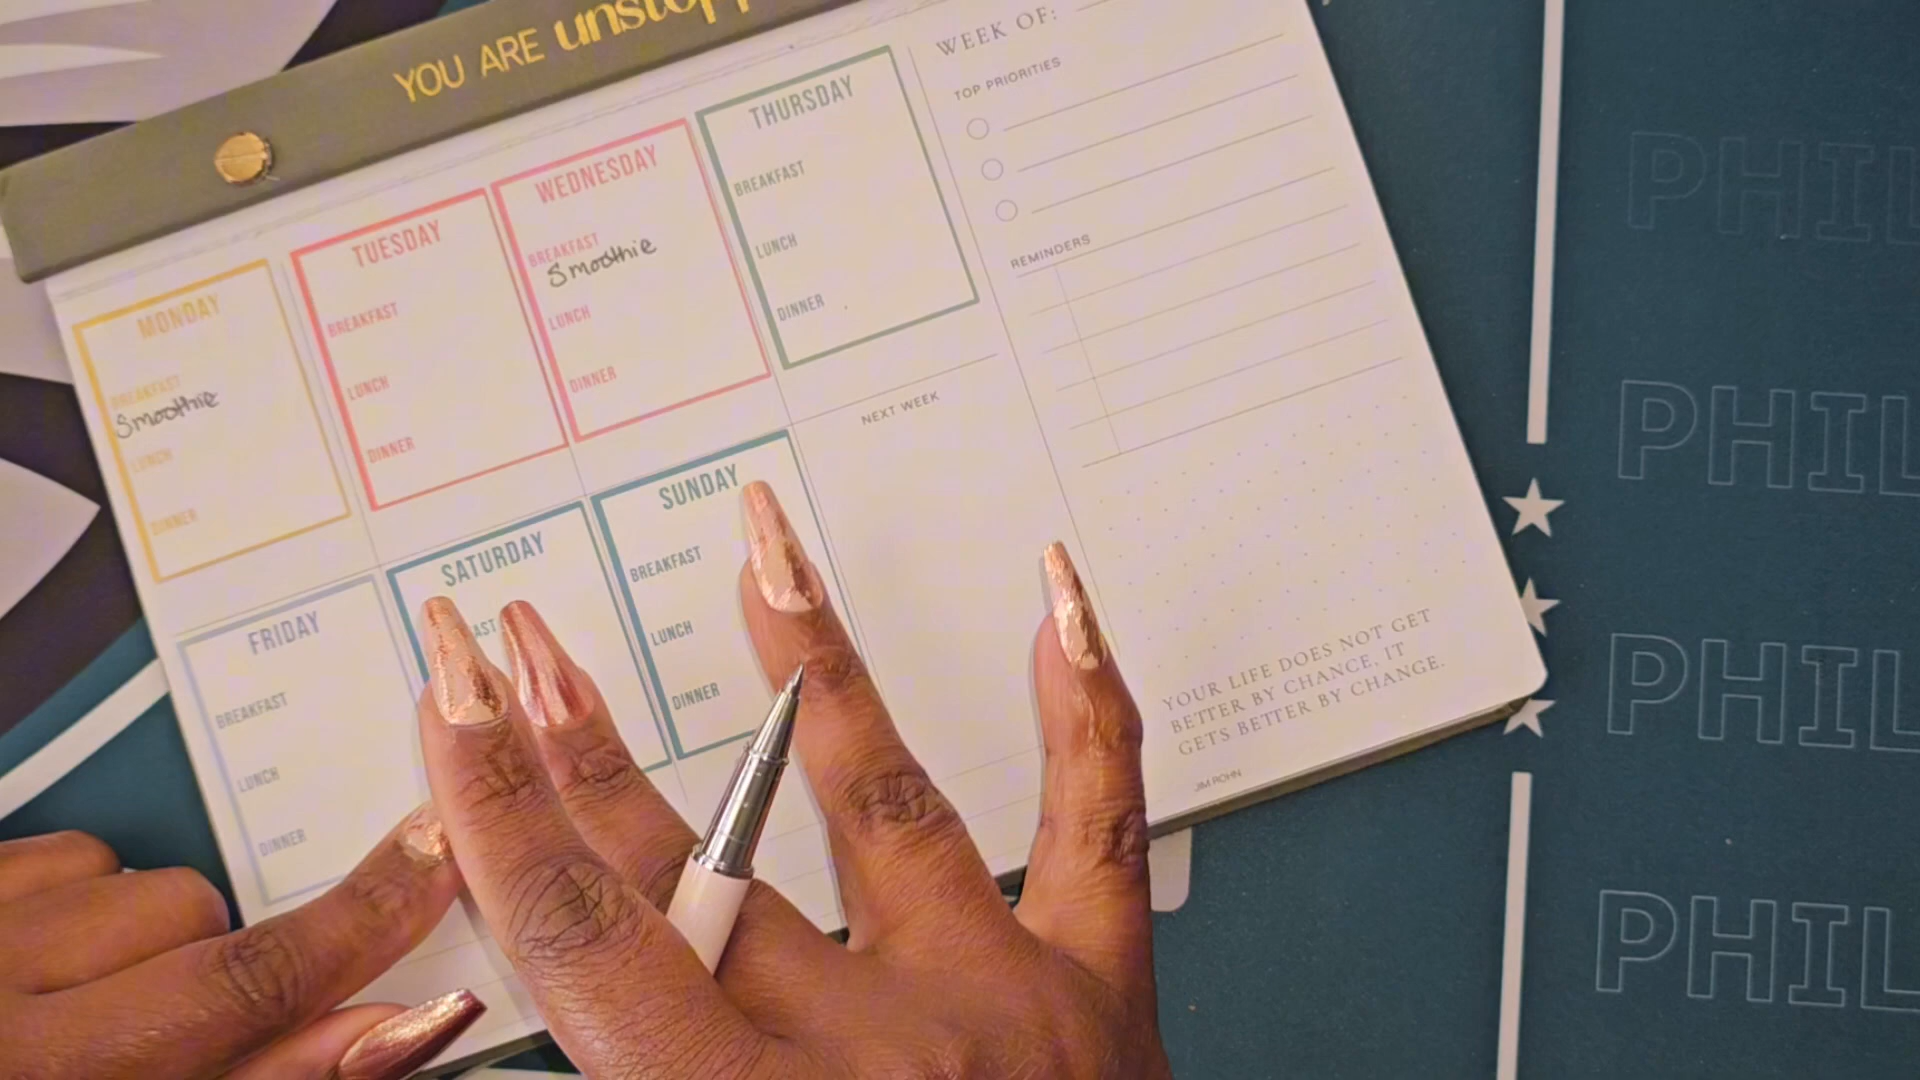 YOU ARE
MONDAY
BREAKFAST
Smoothie
LUNCH
DINNER
TUESDAY
BREAKFAST
LUNCH
DINNER
WEDNESDAY
BREAKFAST
Smoothie
LUNCH
DINNER
THURSDAY
BREAKFAST
LUNCH
DINNER
FRIDAY
BREAKFAST
LUNCH
DINNER
SATURDAY
SUNDAY
BREAKFAST
LUNCH
DINNER
NEXT WEEK
WEEK OF:
TOP PRIORITIES
REMINDERS
YOUR LIFE DOES NOT GET
BETTER BY CHANCE, IT
GETS BETTER BY CHANGE.
JIM ROHN
PHIL
PHIL
PHIL
PHIL